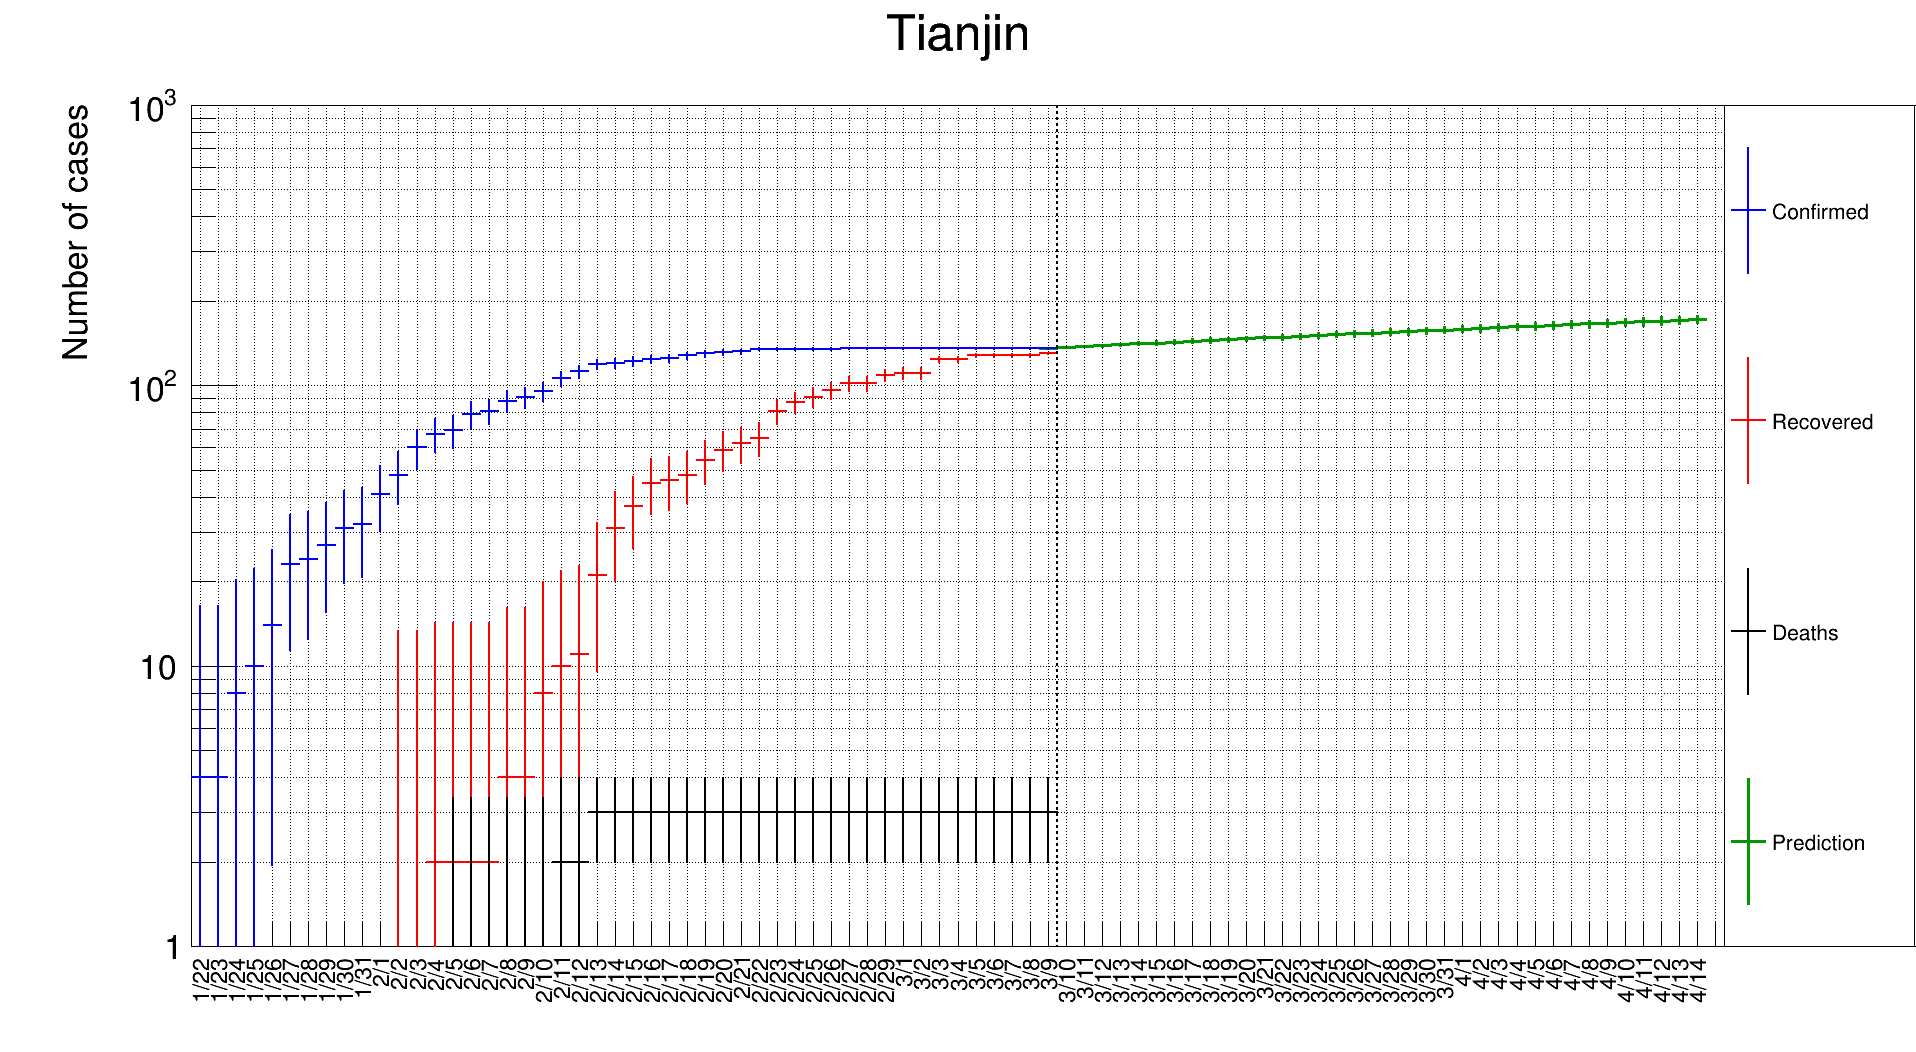 Tianjin
Number of cases
10³
10²
10
1
1/22 1/23 1/24 1/25 1/26 1/27 1/28 1/29 1/30 1/31 2/1 2/2 2/3 2/4 2/5 2/6 2/7 2/8 2/9 2/10 2/11 2/12 2/13 2/14 2/15 2/16 2/17 2/18 2/19 2/20 2/21 2/22 2/23 2/24 2/25 2/26 2/27 2/28 2/29 3/1 3/2 3/3 3/4 3/5 3/6 3/7 3/8 3/9 3/10 3/11 3/12 3/13 3/14 3/15 3/16 3/17 3/18 3/19 3/20 3/21 3/22 3/23 3/24 3/25 3/26 3/27 3/28 3/29 3/30 3/31 4/1 4/2 4/3 4/4 4/5 4/6 4/7 4/8 4/9 4/10 4/11 4/12 4/13 4/14
Confirmed
Recovered
Deaths
Prediction